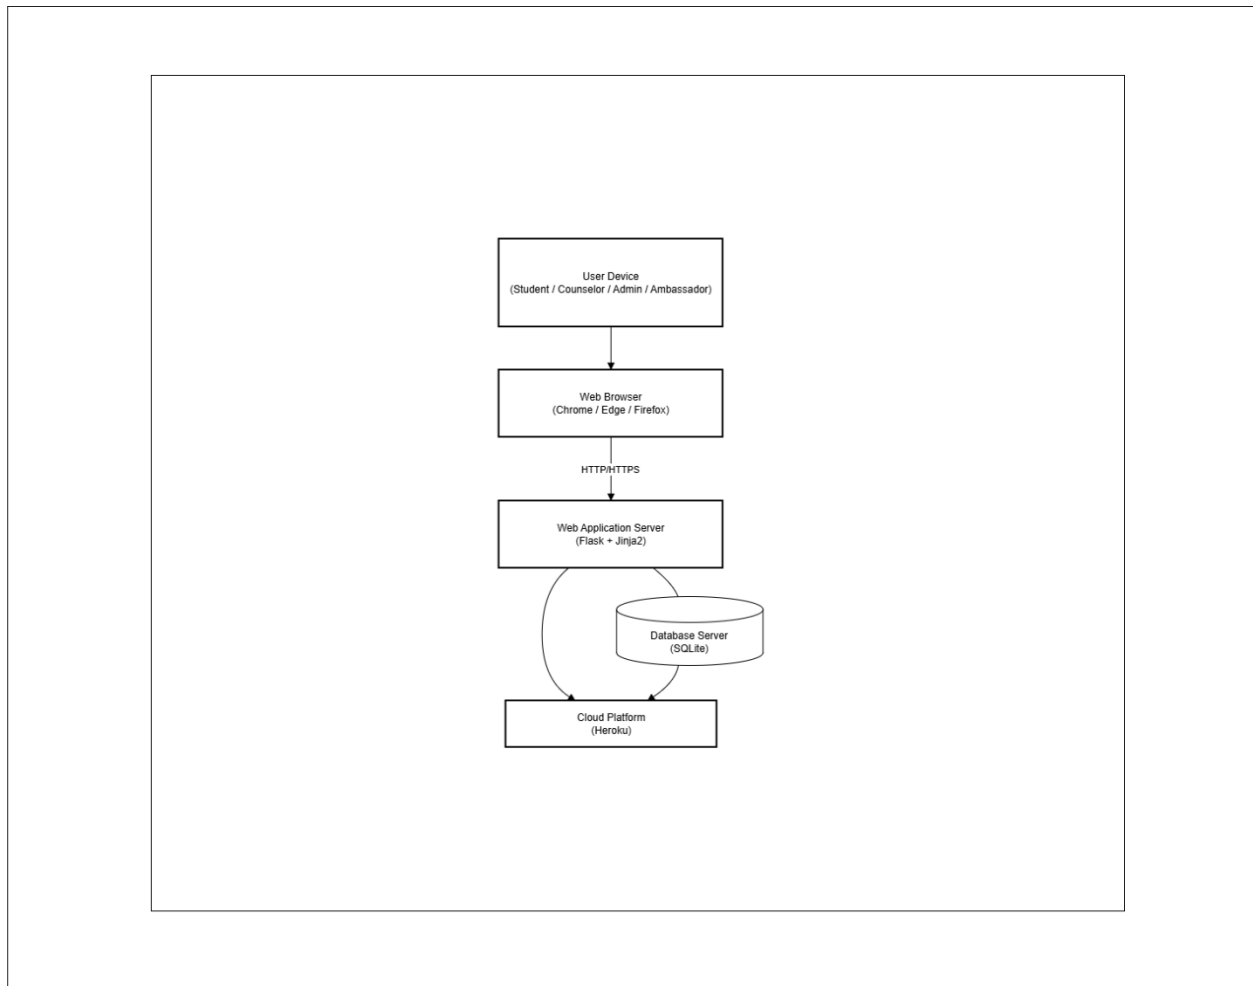 User Device
(Student / Counselor / Admin / Ambassador)
Web Browser
(Chrome / Edge / Firefox)
HTTP/HTTPS
Web Application Server
(Flask + Jinja2)
Database Server
(SQLite)
Cloud Platform
(Heroku)